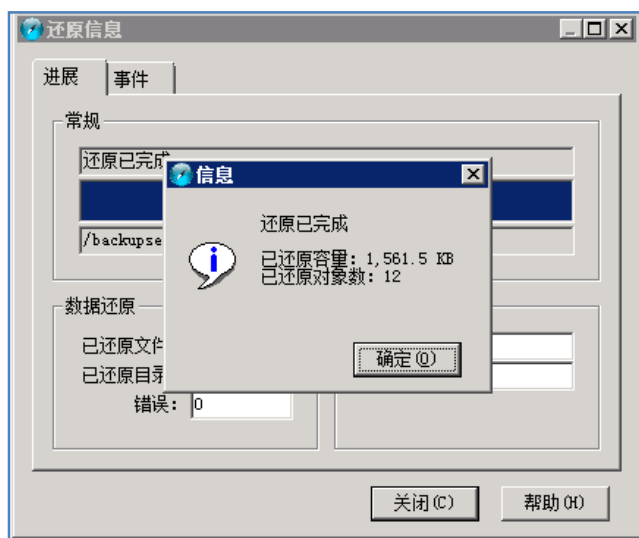 还原信息
进展
事件
常规
还原已完成
信息
还原已完成
已还原容量: 1,561.5 KB
已还原对象数: 12
确定(O)
/backupse
数据还原
已还原文件
已还原目录
错误: 0
关闭(C)
帮助(H)